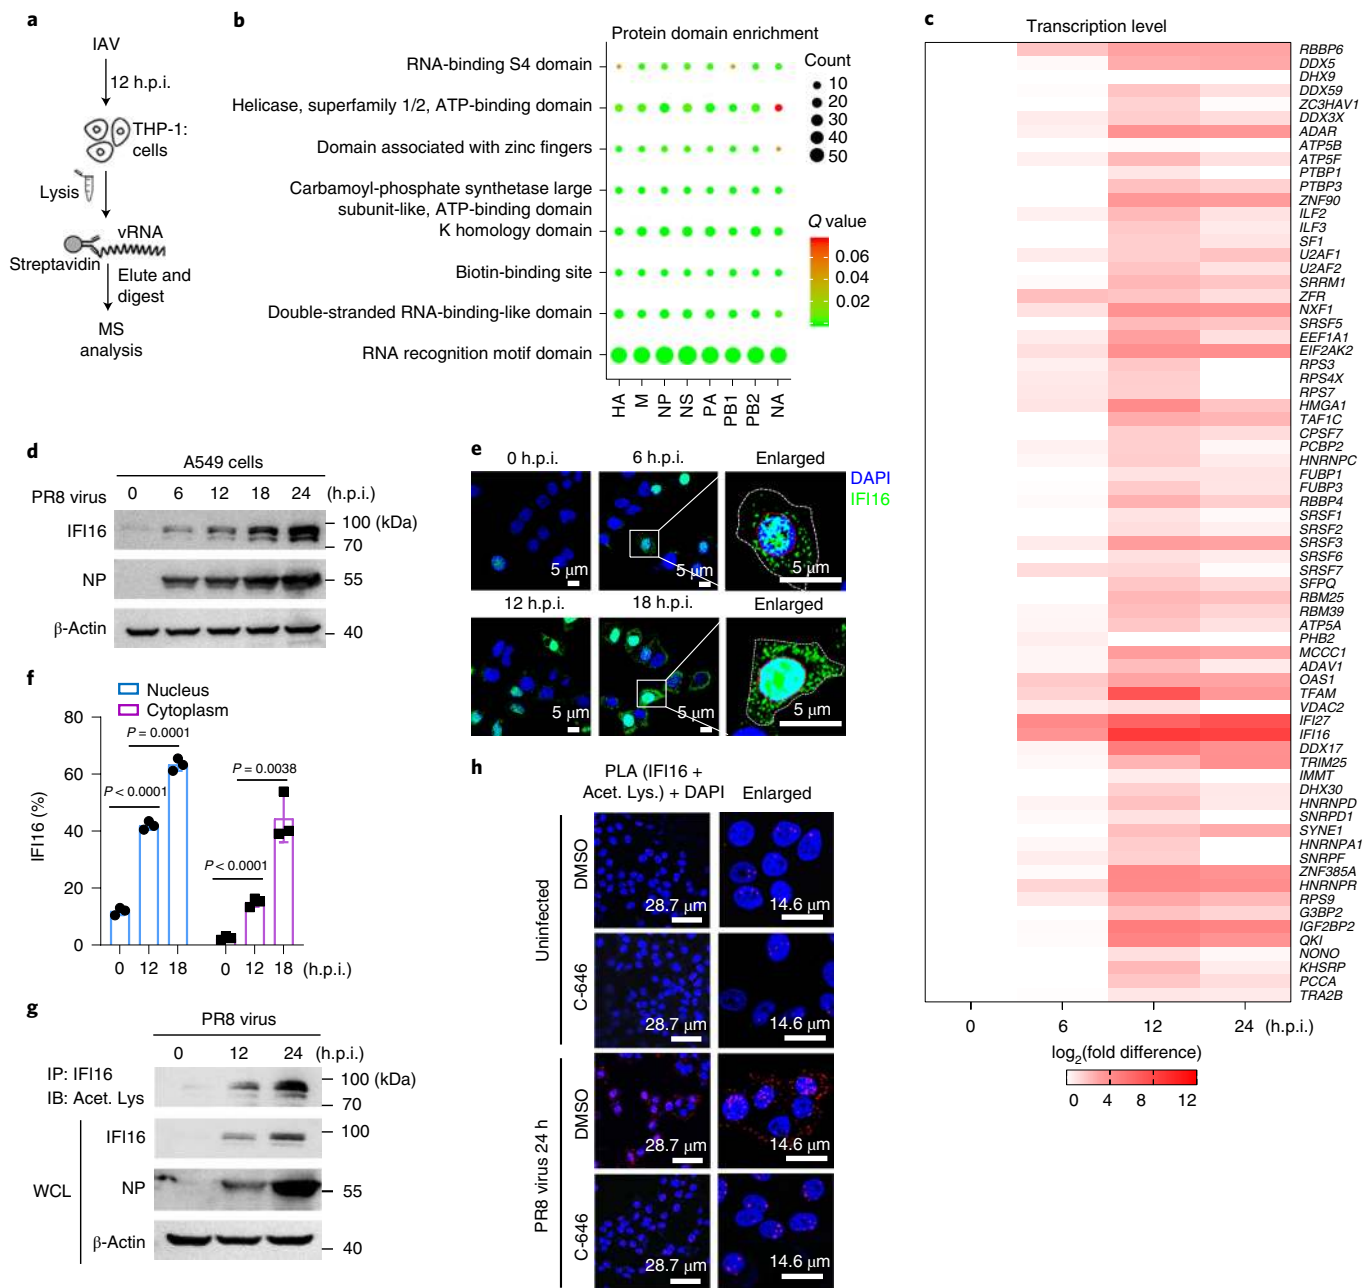 a
IAV
12 h.p.i.
THP-1:
cells
Lysis
vRNA
Streptavidin
Elute and
digest
MS
analysis
b
Protein domain enrichment
RNA-binding S4 domain
Helicase, superfamily 1/2, ATP-binding domain
Domain associated with zinc fingers
Carbamoyl-phosphate synthetase large
subunit-like, ATP-binding domain
K homology domain
Biotin-binding site
Double-stranded RNA-binding-like domain
RNA recognition motif domain
HA
M
NP
NS
PA
PB1
PB2
NA
Count
10
20
30
40
50
Q value
0.06
0.04
0.02
c
Transcription level
RBBP6
DDX5
DHX9
DDX59
ZC3HAV1
DDX3X
ADAR
ATP5B
ATP5F
PTBP1
PTBP3
ZNF90
ILF2
ILF3
SF1
U2AF1
U2AF2
SRRM1
ZFR
NXF1
SRSF5
EEF1A1
EIF2AK2
RPS3
RPS4X
RPS7
HMGA1
TAF1C
CPSF7
PCBP2
HNRNPC
FUBP1
FUBP3
RBBP4
SRSF1
SRSF2
SRSF3
SRSF6
SRSF7
SFPQ
RBM25
RBM39
ATP5A
PHB2
MCCC1
ADAV1
OAS1
TFAM
VDAC2
IFI27
IFI16
DDX17
TRIM25
IMMT
DHX30
HNRNPD
SNRPD1
SYNE1
HNRNPA1
SNRPF
ZNF385A
HNRNPR
RPS9
G3BP2
IGF2BP2
QKI
NONO
KHSRP
PCCA
TRA2B
0 6 12 24 (h.p.i.)
log2(fold difference)
0 4 8 12
d
A549 cells
PR8 virus 0 6 12 18 24 (h.p.i.)
IFI16
100 (kDa)
70
NP
55
β-Actin
40
e
0 h.p.i.
6 h.p.i.
Enlarged
DAPI
IFI16
5 μm
5 μm
5 μm
12 h.p.i.
18 h.p.i.
Enlarged
5 μm
5 μm
5 μm
f
Nucleus
Cytoplasm
IFI16 (%)
80
60
40
20
0
P = 0.0001
P < 0.0001
P = 0.0038
P < 0.0001
0 12 18 0 12 18 (h.p.i.)
g
PR8 virus
0 12 24 (h.p.i.)
IP: IFI16
IB: Acet. Lys
100 (kDa)
70
WCL
IFI16
100
NP
55
β-Actin
40
h
PLA (IFI16 +
Acet. Lys.) + DAPI
Enlarged
Uninfected
DMSO
28.7 μm
14.6 μm
C-646
28.7 μm
14.6 μm
PR8 virus 24 h
DMSO
28.7 μm
14.6 μm
C-646
28.7 μm
14.6 μm